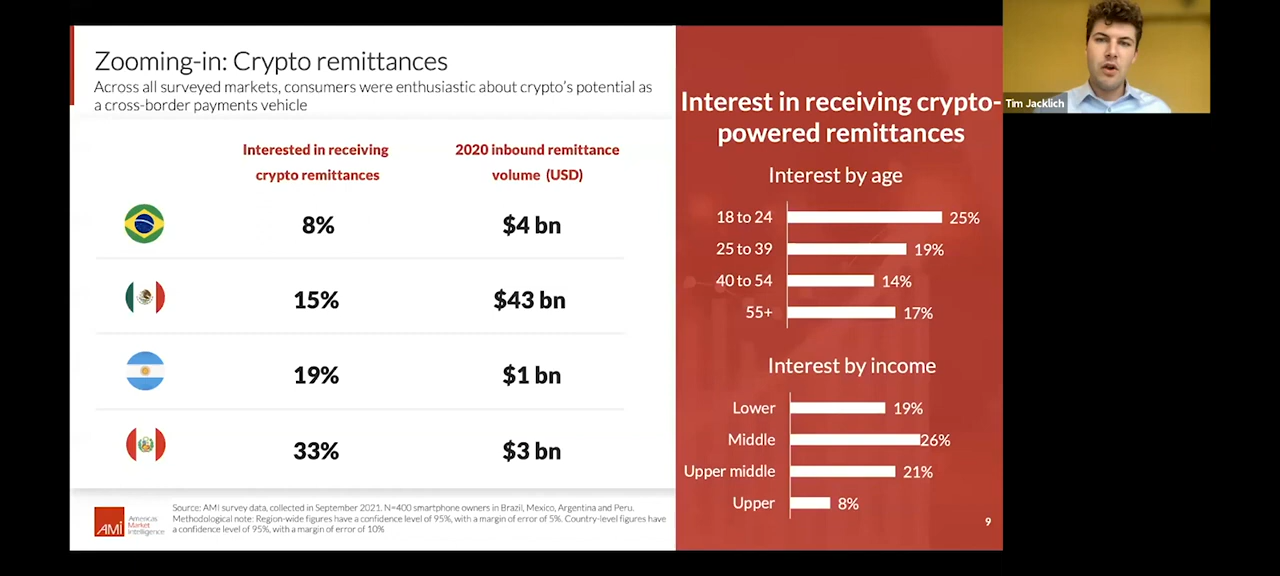 Zooming-in: Crypto remittances
Across all surveyed markets, consumers were enthusiastic about crypto's potential as
a cross-border payments vehicle
Interested in receiving
crypto remittances
2020 inbound remittance
volume (USD)
8%
$4 bn
15%
$43 bn
19%
$1 bn
33%
$3 bn
AMI
Americas
Market
Intelligence
Source: AMI survey data, collected in September 2021. N=400 smartphone owners in Brazil, Mexico, Argentina and Peru.
Methodological note: Region-wide figures have a confidence level of 95%, with a margin of error of 5%. Country-level figures have
a confidence level of 95%, with a margin of error of 10%
Interest in receiving crypto-
powered remittances
Interest by age
18 to 24 25%
25 to 39 19%
40 to 54 14%
55+ 17%
Interest by income
Lower 19%
Middle 26%
Upper middle 21%
Upper 8%
9
Tim Jacklich